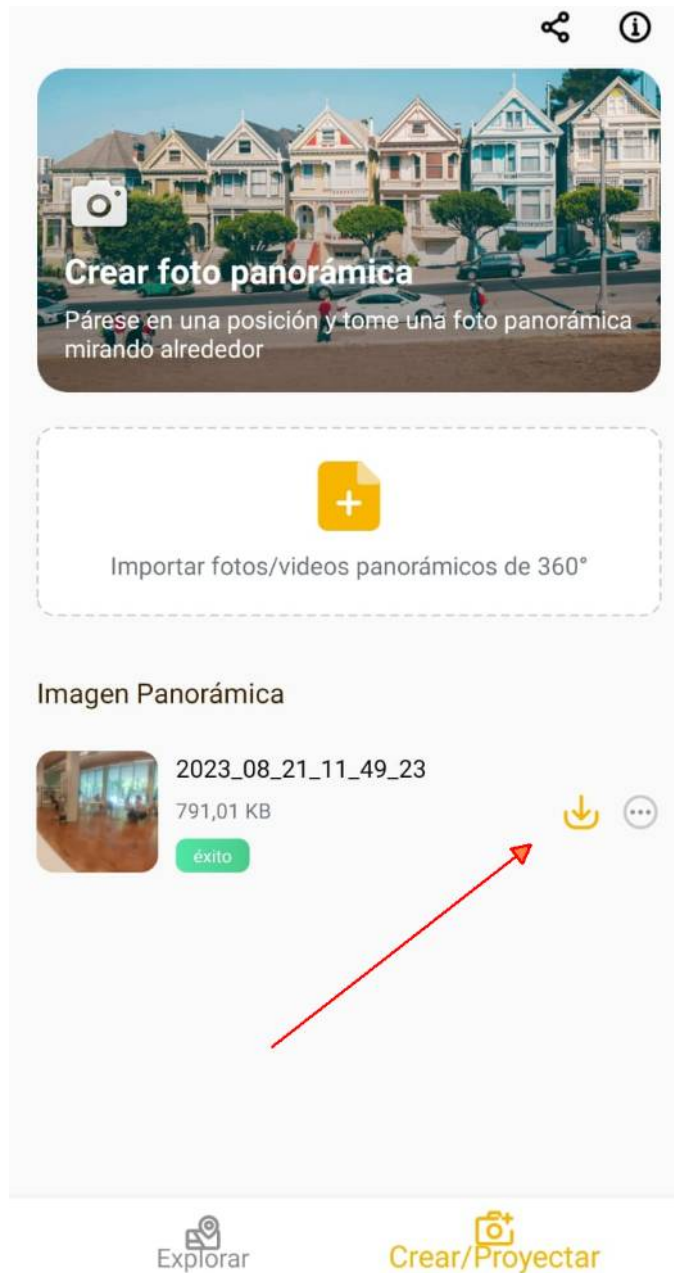 Crear foto panorámica
Párese en una posición y tome una foto panorámica
mirando alrededor
Importar fotos/videos panorámicos de 360°
Imagen Panorámica
2023_08_21_11_49_23
791,01 KB
éxito
Explorar
Crear/Proyectar